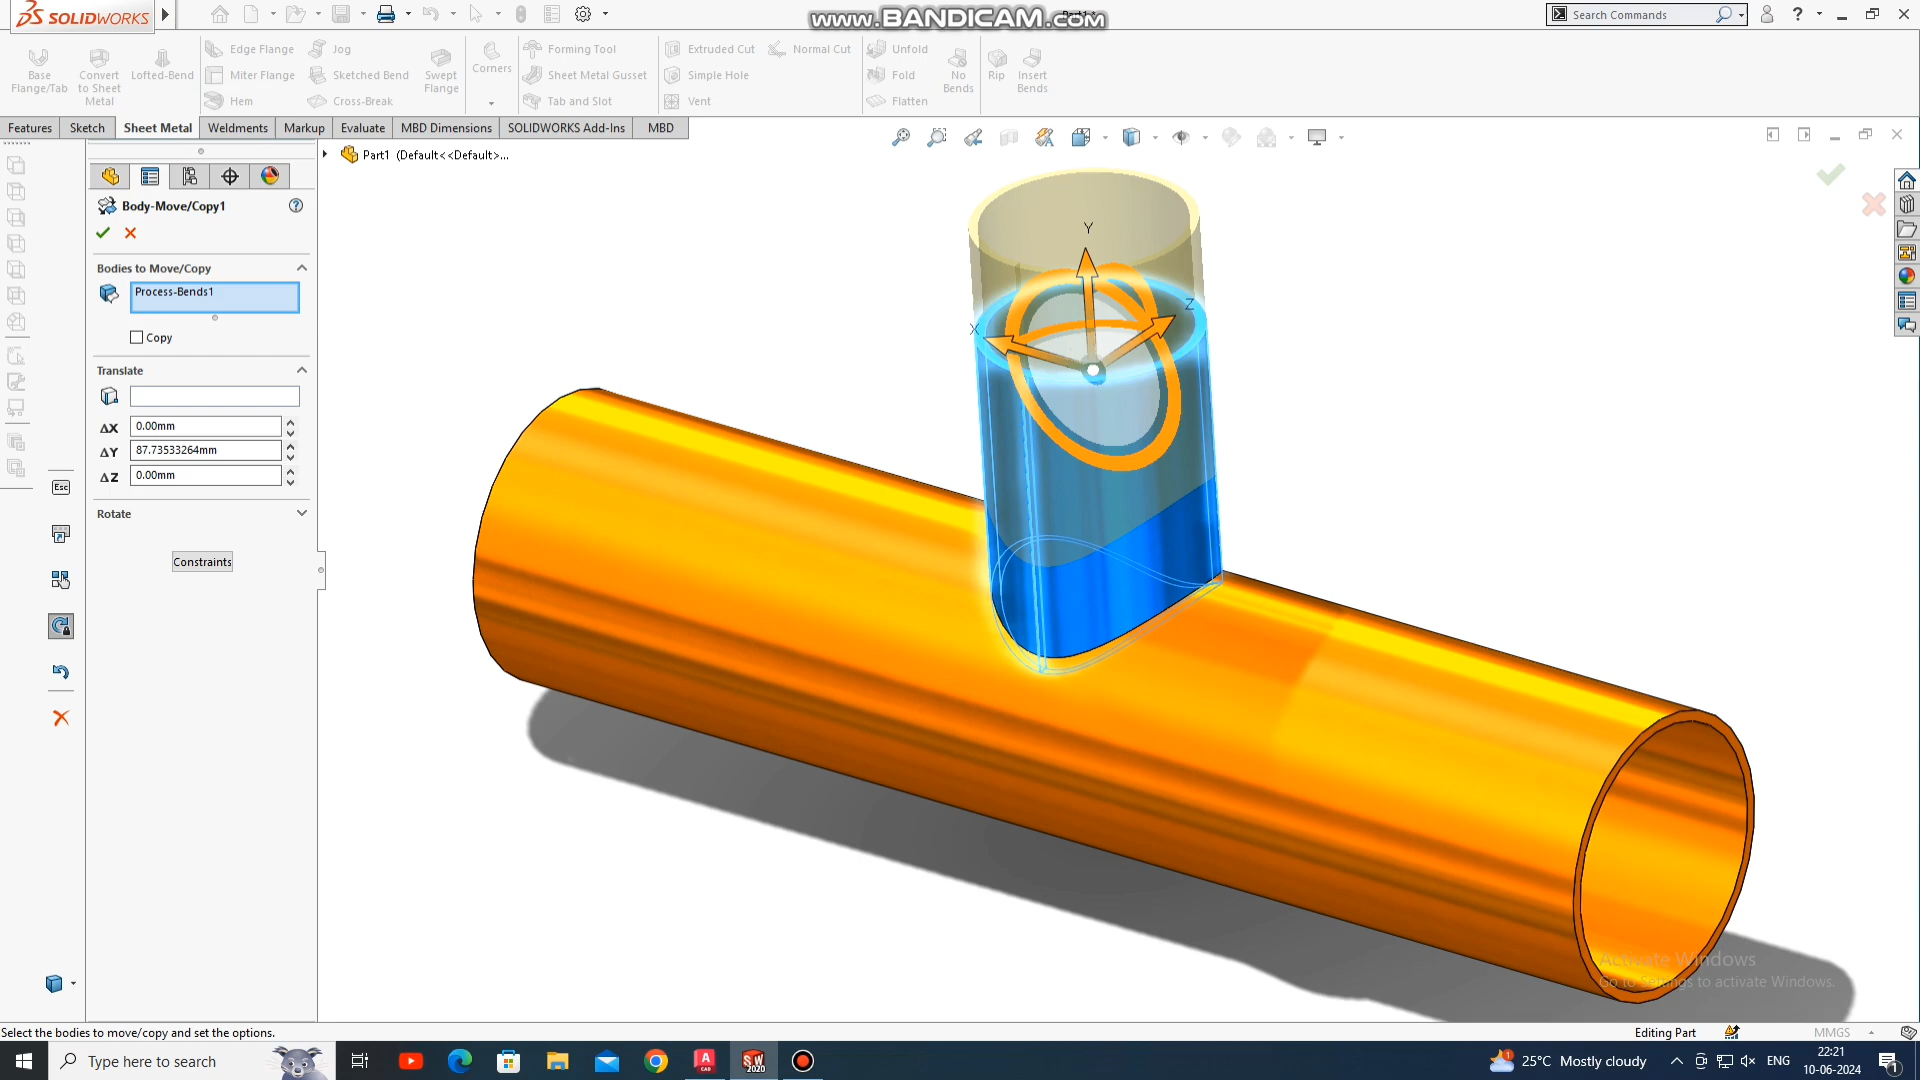 SOLIDWORKS
www.BANDICAM.com
Search Commands
Base Flange/Tab
Convert to Sheet Metal
Lofted-Bend
Edge Flange
Miter Flange
Hem
Jog
Sketched Bend
Cross-Break
Swept Flange
Corners
Forming Tool
Sheet Metal Gusset
Tab and Slot
Extruded Cut
Simple Hole
Vent
Normal Cut
Unfold
Fold
Flatten
No Bends
Rip
Insert Bends
Features
Sketch
Sheet Metal
Weldments
Markup
Evaluate
MBD Dimensions
SOLIDWORKS Add-Ins
MBD
Part1 (Default<<Default>...
Body-Move/Copy1
Bodies to Move/Copy
Process-Bends1
Copy
Translate
ΔX 0.00mm
ΔY 87.73533264mm
ΔZ 0.00mm
Rotate
Constraints
Esc
Y
Z
X
Activate Windows
Go to Settings to activate Windows.
Select the bodies to move/copy and set the options.
Editing Part
MMGS
Type here to search
A
CAD
SW
2020
1
25°C Mostly cloudy
ENG
22:21
10-06-2024
1